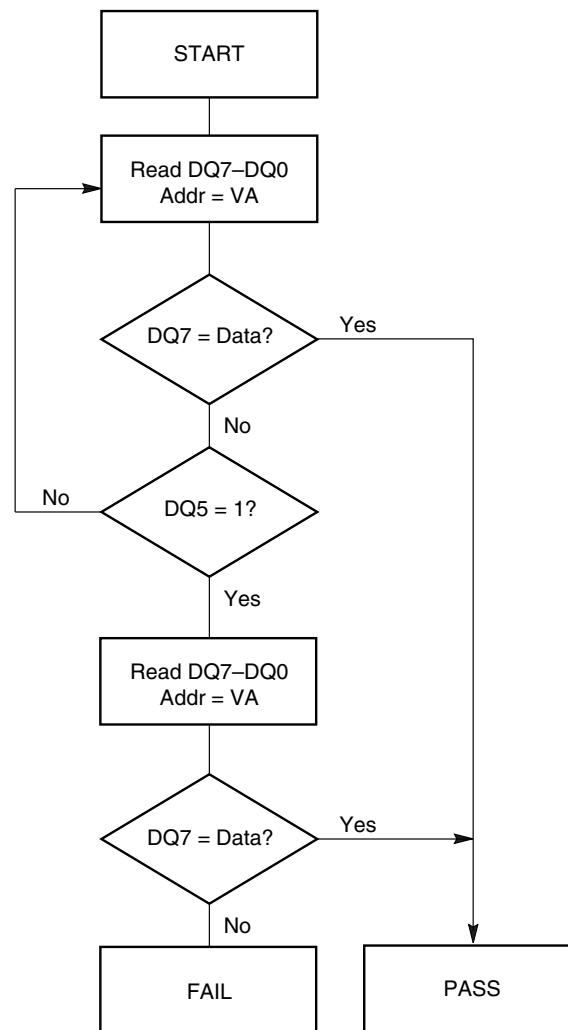 START
Read DQ7–DQ0
Addr = VA
DQ7 = Data?
Yes
No
No
DQ5 = 1?
Yes
Read DQ7–DQ0
Addr = VA
DQ7 = Data?
Yes
No
FAIL
PASS